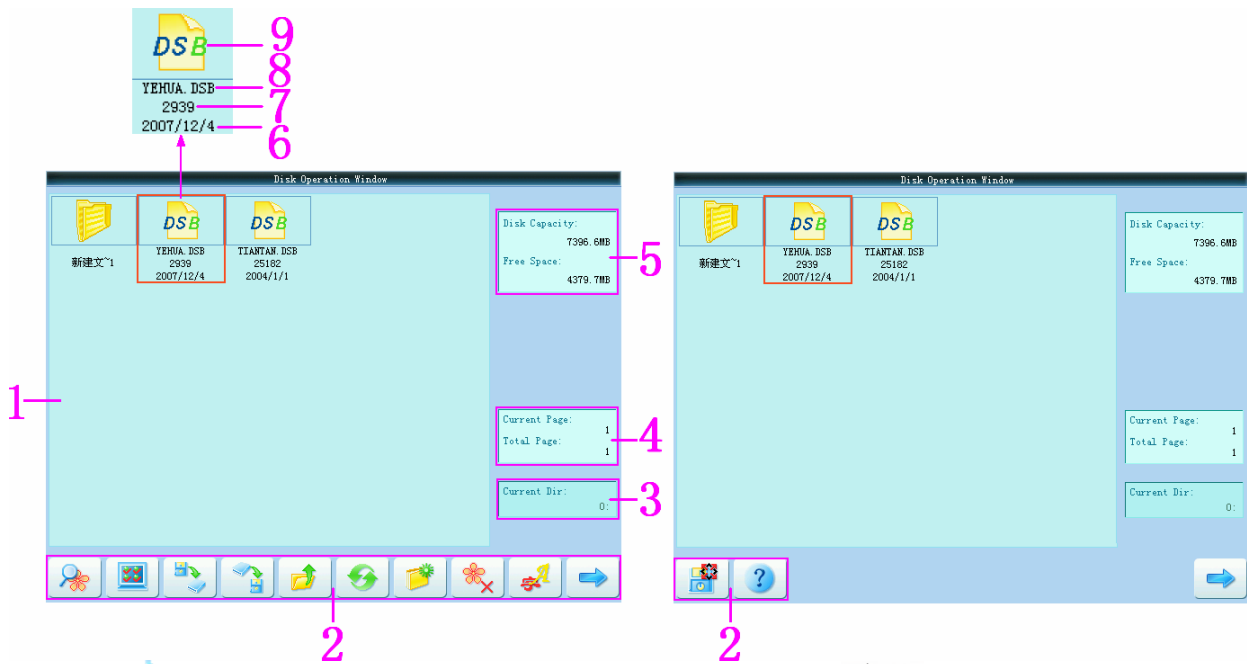 DSB
9
8
YEHUA.DSB
7
2939
2007/12/4
6
Disk Operation Window
DSB
DSB
新建文~1
YEHUA.DSB
2939
2007/12/4
TIANTAN.DSB
25182
2004/1/1
Disk Capacity:
7396.6MB
Free Space:
4379.7MB
5
1
Current Page:
1
Total Page:
1
4
Current Dir:
0:
3
A
2
Disk Operation Window
DSB
DSB
新建文~1
YEHUA.DSB
2939
2007/12/4
TIANTAN.DSB
25182
2004/1/1
Disk Capacity:
7396.6MB
Free Space:
4379.7MB
Current Page:
1
Total Page:
1
Current Dir:
0:
?
2